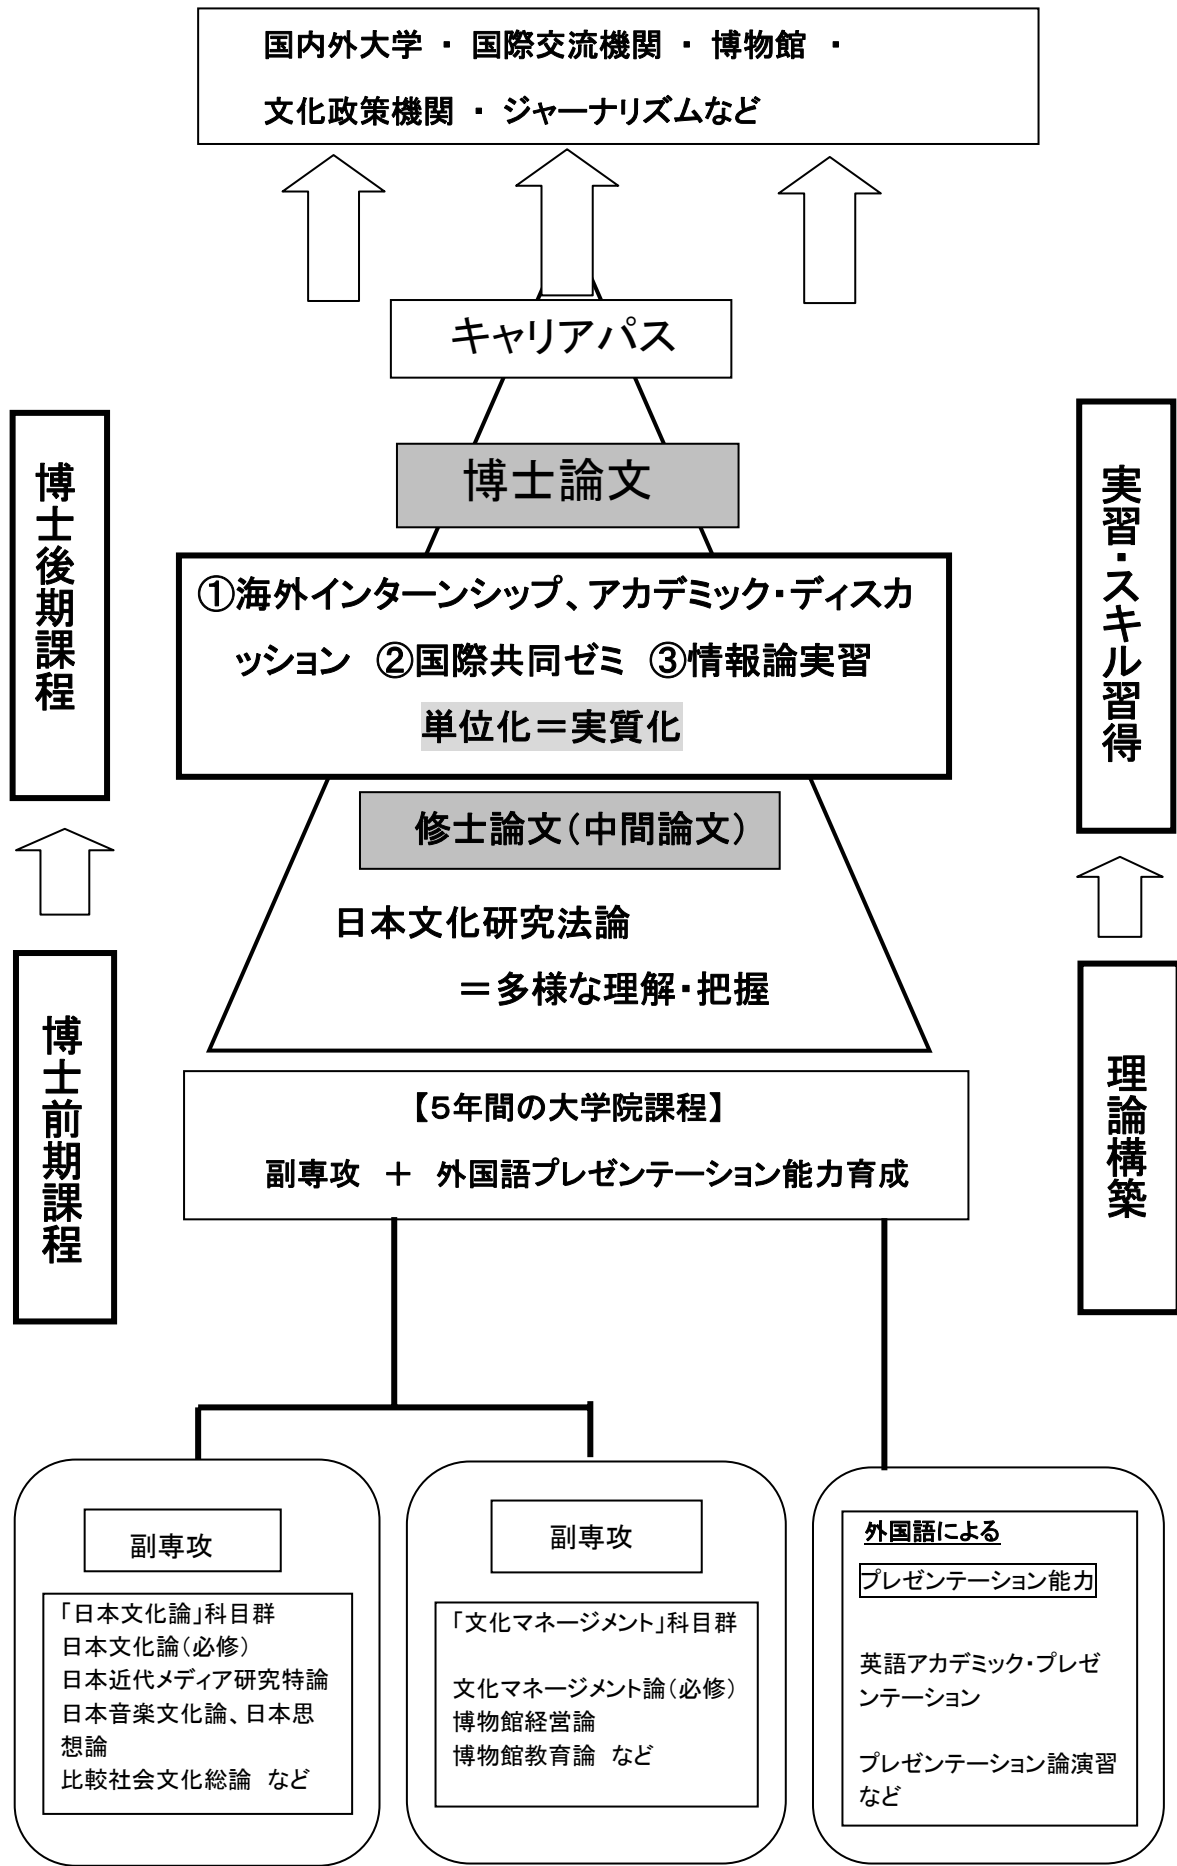 国内外大学 ・ 国際交流機関 ・ 博物館 ・
文化政策機関 ・ ジャーナリズムなど
キャリアパス
博士論文
博士後期課程
実習・スキル習得
①海外インターンシップ、アカデミック・ディスカ
ッション ②国際共同ゼミ ③情報論実習
単位化＝実質化
修士論文（中間論文）
日本文化研究法論
＝多様な理解・把握
博士前期課程
理論構築
【５年間の大学院課程】
副専攻 ＋ 外国語プレゼンテーション能力育成
副専攻
「日本文化論」科目群
日本文化論（必修）
日本近代メディア研究特論
日本音楽文化論、日本思
想論
比較社会文化総論 など
副専攻
「文化マネージメント」科目群
文化マネージメント論（必修）
博物館経営論
博物館教育論 など
外国語による
プレゼンテーション能力
英語アカデミック・プレゼ
ンテーション
プレゼンテーション論演習
など